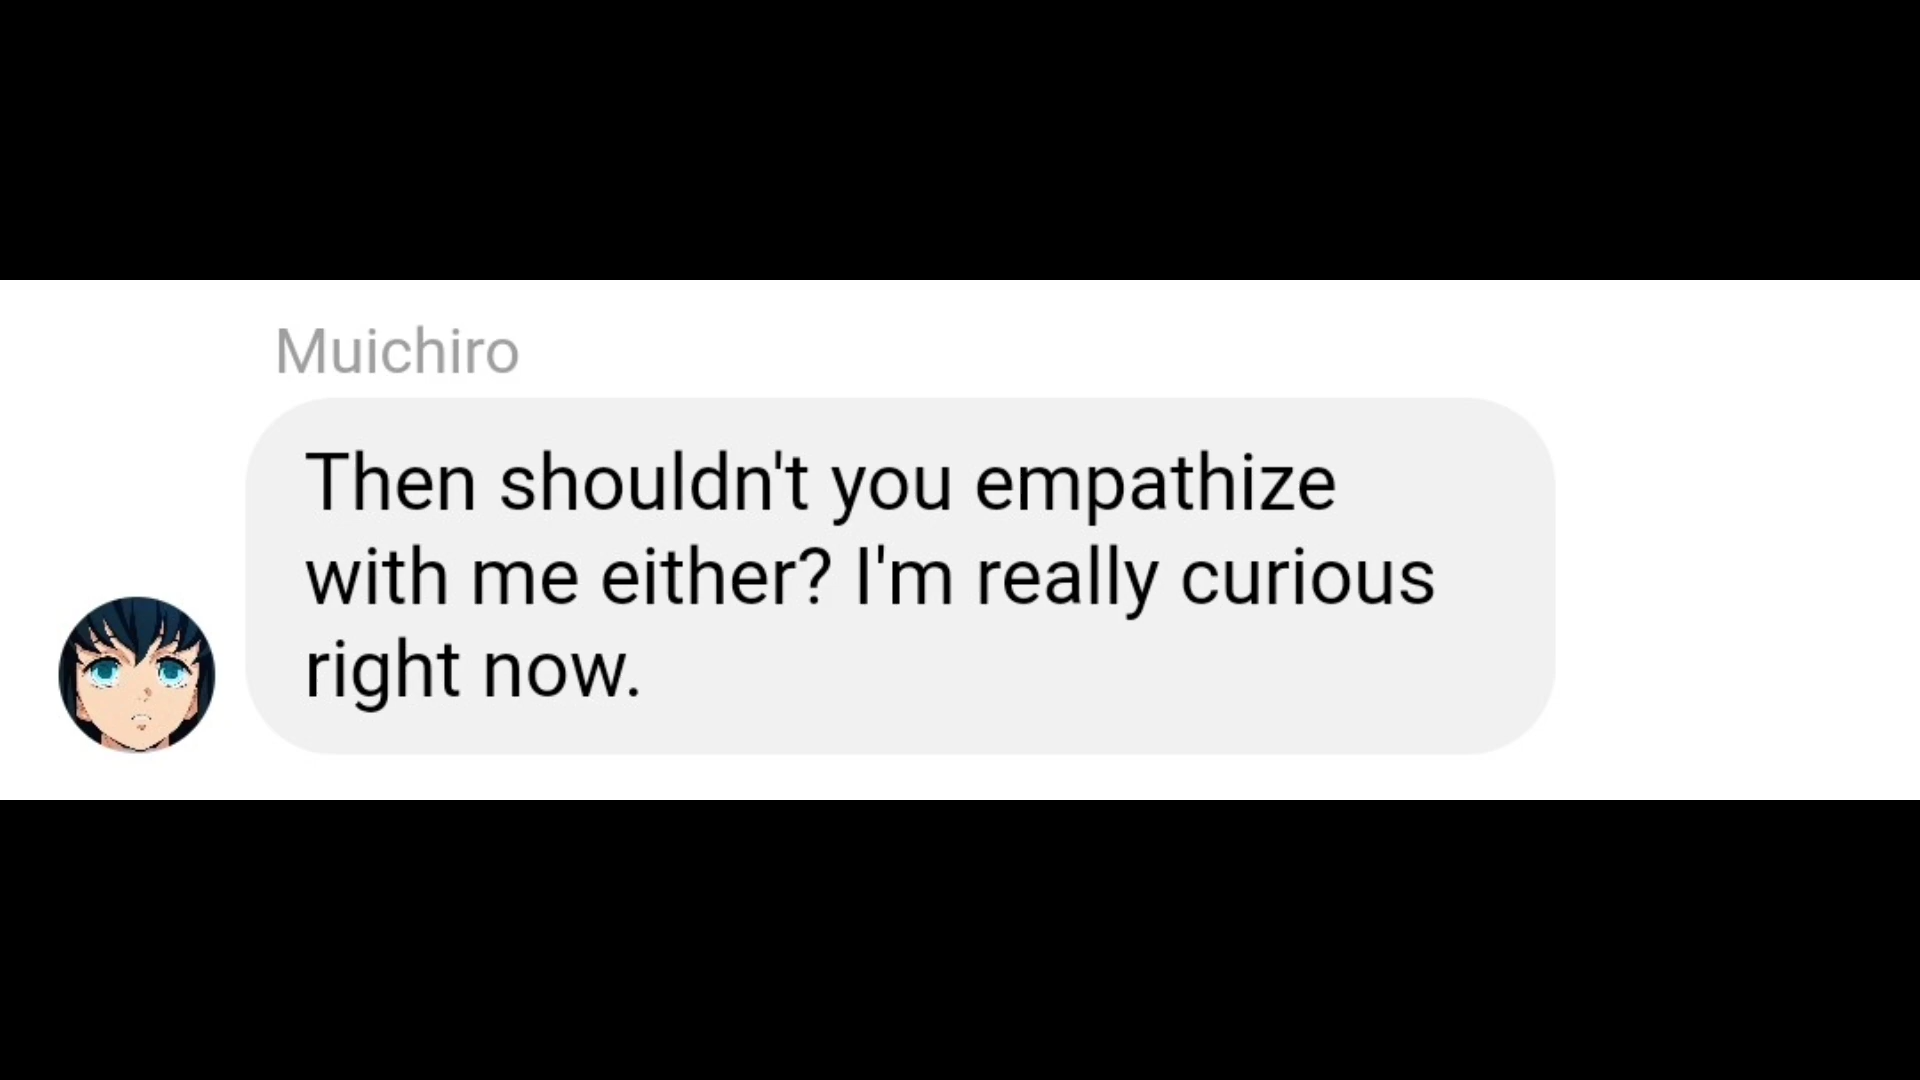 Muichiro
Then shouldn't you empathize
with me either? I'm really curious
right now.